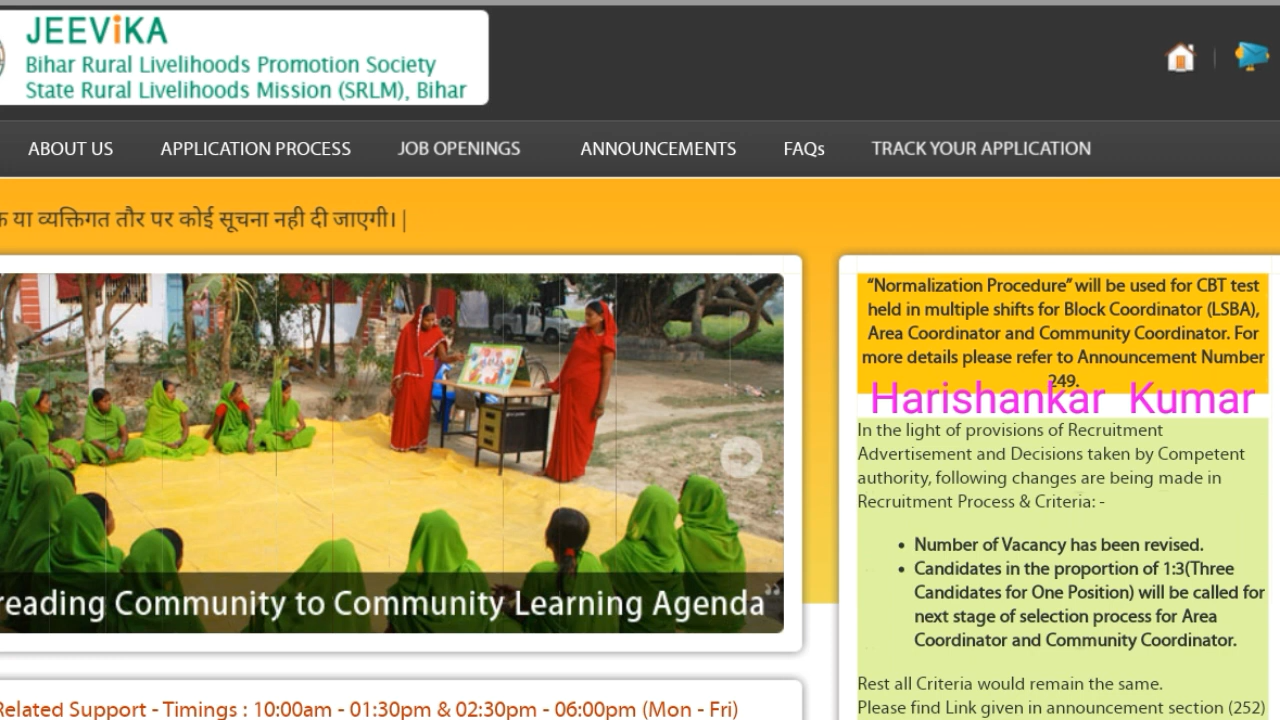 JEEViKA
Bihar Rural Livelihoods Promotion Society
State Rural Livelihoods Mission (SRLM), Bihar
ABOUT US APPLICATION PROCESS JOB OPENINGS ANNOUNCEMENTS FAQs TRACK YOUR APPLICATION
या व्यक्तिगत तौर पर कोई सूचना नही दी जाएगी। |
reading Community to Community Learning Agenda ”
Related Support - Timings : 10:00am - 01:30pm & 02:30pm - 06:00pm (Mon - Fri)
“Normalization Procedure” will be used for CBT test
held in multiple shifts for Block Coordinator (LSBA),
Area Coordinator and Community Coordinator. For
more details please refer to Announcement Number
249.
Harishankar Kumar
In the light of provisions of Recruitment
Advertisement and Decisions taken by Competent
authority, following changes are being made in
Recruitment Process & Criteria: -
• Number of Vacancy has been revised.
• Candidates in the proportion of 1:3(Three
Candidates for One Position) will be called for
next stage of selection process for Area
Coordinator and Community Coordinator.
Rest all Criteria would remain the same.
Please find Link given in announcement section (252)